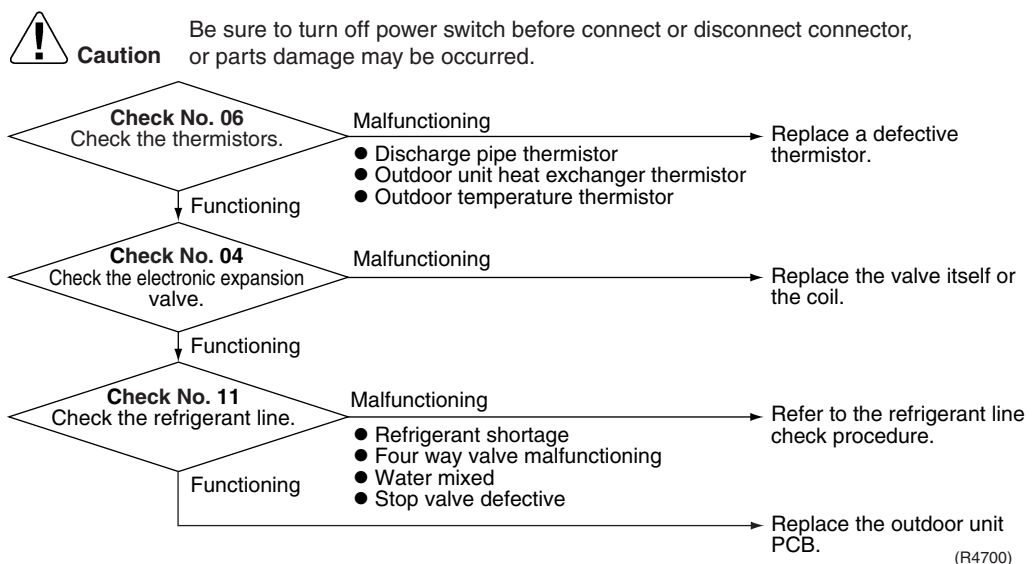 Be sure to turn off power switch before connect or disconnect connector,
Caution or parts damage may be occurred.
Check No. 06
Check the thermistors.
Malfunctioning
● Discharge pipe thermistor
● Outdoor unit heat exchanger thermistor
● Outdoor temperature thermistor
Replace a defective
thermistor.
Functioning
Check No. 04
Check the electronic expansion
valve.
Malfunctioning
Replace the valve itself or
the coil.
Functioning
Check No. 11
Check the refrigerant line.
Malfunctioning
● Refrigerant shortage
● Four way valve malfunctioning
● Water mixed
● Stop valve defective
Refer to the refrigerant line
check procedure.
Functioning
Replace the outdoor unit
PCB.
(R4700)